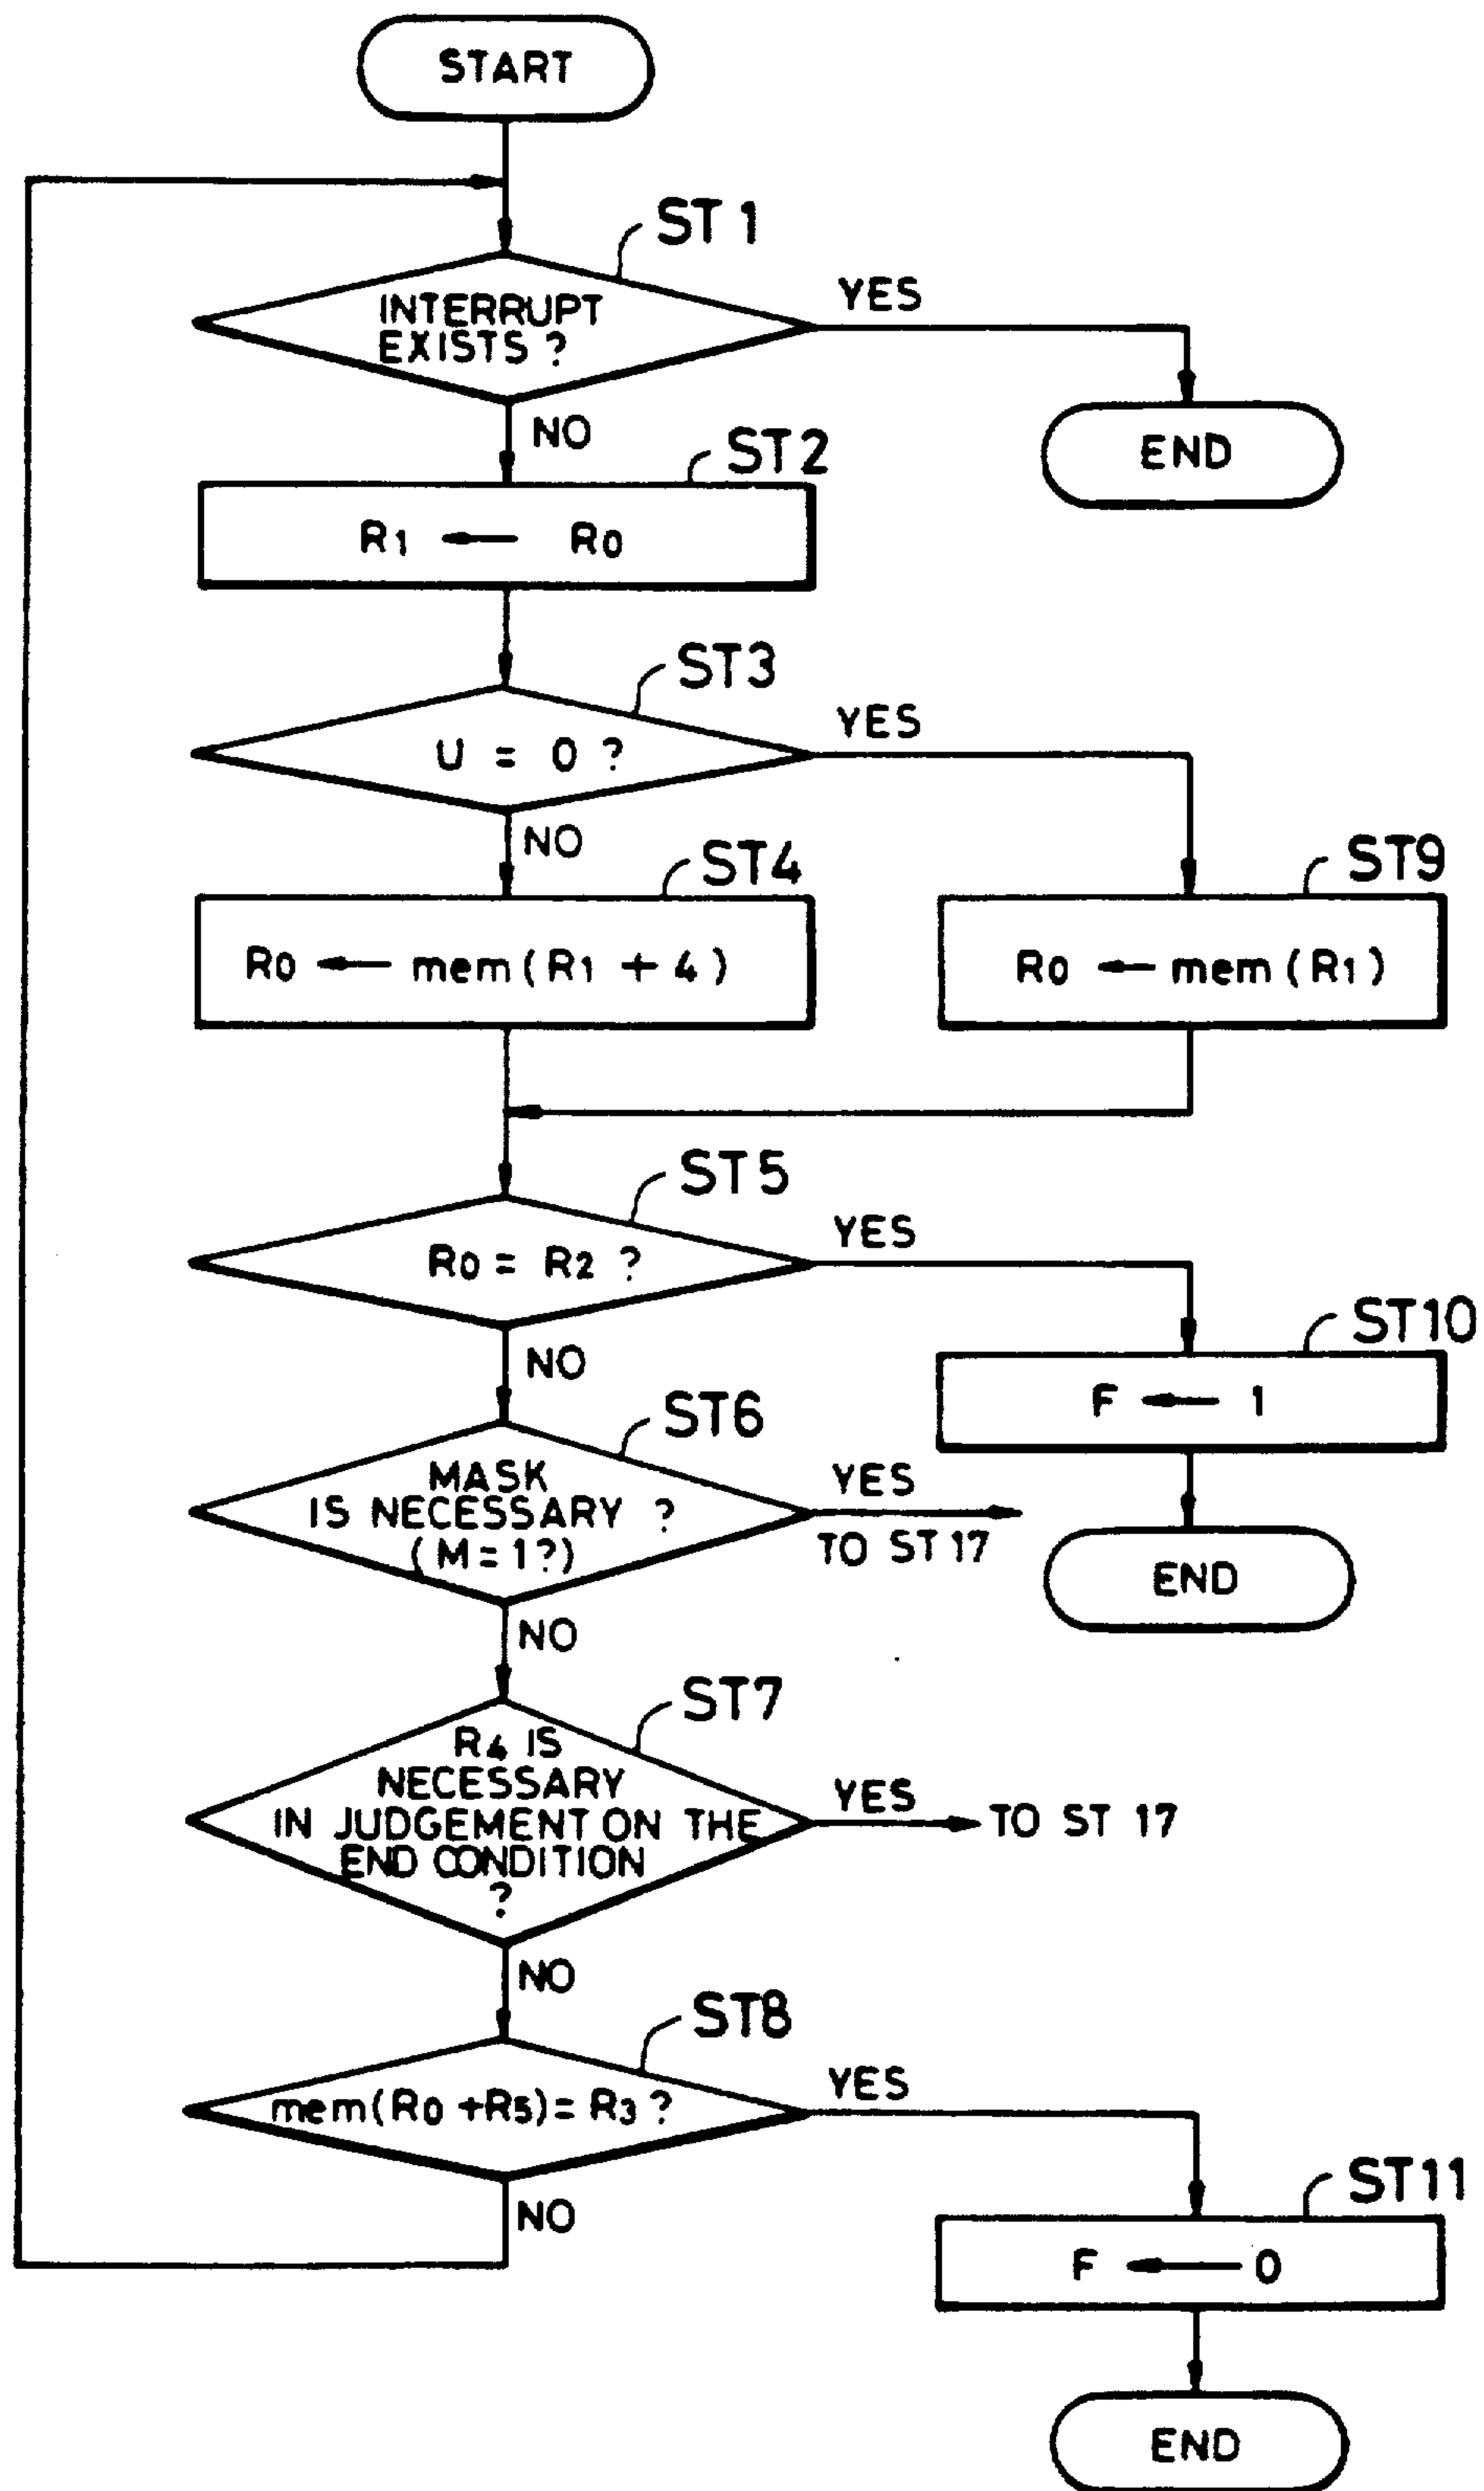 START
ST 1
INTERRUPT
EXISTS ?
YES
END
NO
ST2
R1 ← R0
ST3
U = 0 ?
YES
NO
ST4
R0 ← mem(R1 + 4)
ST9
R0 ← mem(R1)
ST5
R0 = R2 ?
YES
NO
ST10
F ← 1
END
ST6
MASK
IS NECESSARY ?
(M=1?)
YES
TO ST 17
NO
ST7
R4 IS
NECESSARY
IN JUDGEMENT ON THE
END CONDITION
?
YES
TO ST 17
NO
ST8
mem(R0 +R5)= R3 ?
YES
NO
ST11
F ← 0
END